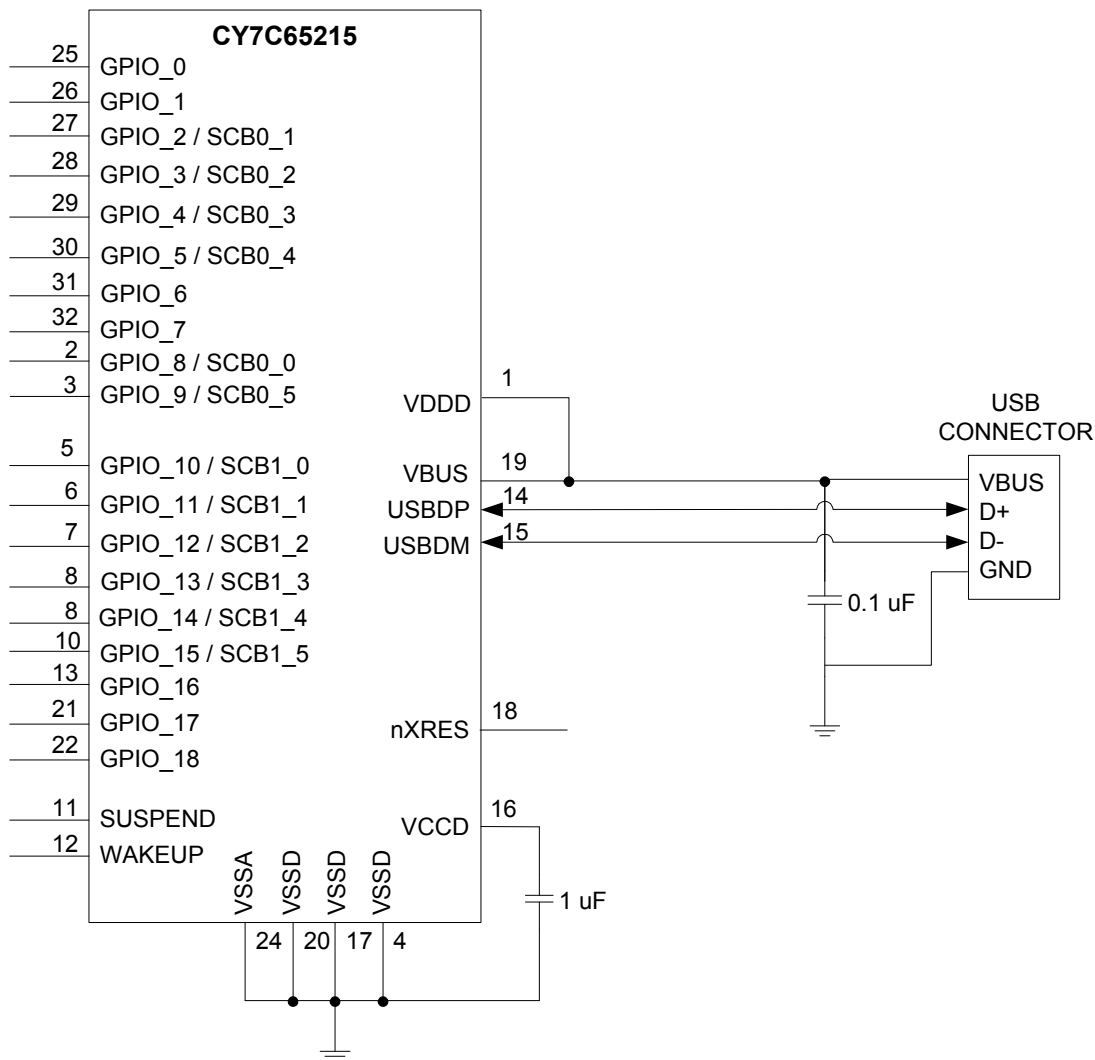 CY7C65215
25 GPIO_0
26 GPIO_1
27 GPIO_2 / SCB0_1
28 GPIO_3 / SCB0_2
29 GPIO_4 / SCB0_3
30 GPIO_5 / SCB0_4
31 GPIO_6
32 GPIO_7
2 GPIO_8 / SCB0_0
3 GPIO_9 / SCB0_5
5 GPIO_10 / SCB1_0
6 GPIO_11 / SCB1_1
7 GPIO_12 / SCB1_2
8 GPIO_13 / SCB1_3
8 GPIO_14 / SCB1_4
10 GPIO_15 / SCB1_5
13 GPIO_16
21 GPIO_17
22 GPIO_18
11 SUSPEND
12 WAKEUP
VDDD 1
VBUS 19
USBDP 14
USBDM 15
nXRES 18
VCCD 16
VSSA
VSSD
VSSD
VSSD
24 20 17 4
1 uF
0.1 uF
USB
CONNECTOR
VBUS
D+
D-
GND